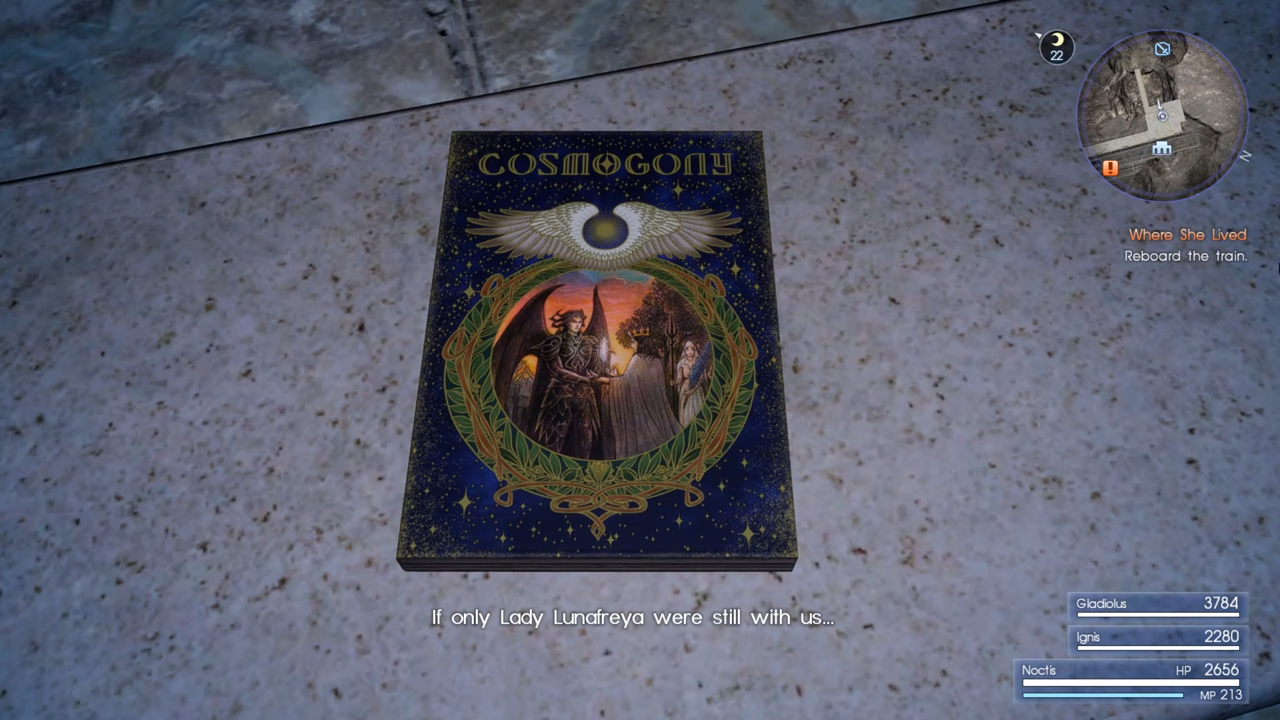 COSMOGONY
22
N
Where She Lived
Reboard the train.
If only Lady Lunafreya were still with us...
Gladiolus 3784
Ignis 2280
Noctis HP 2656
MP 213